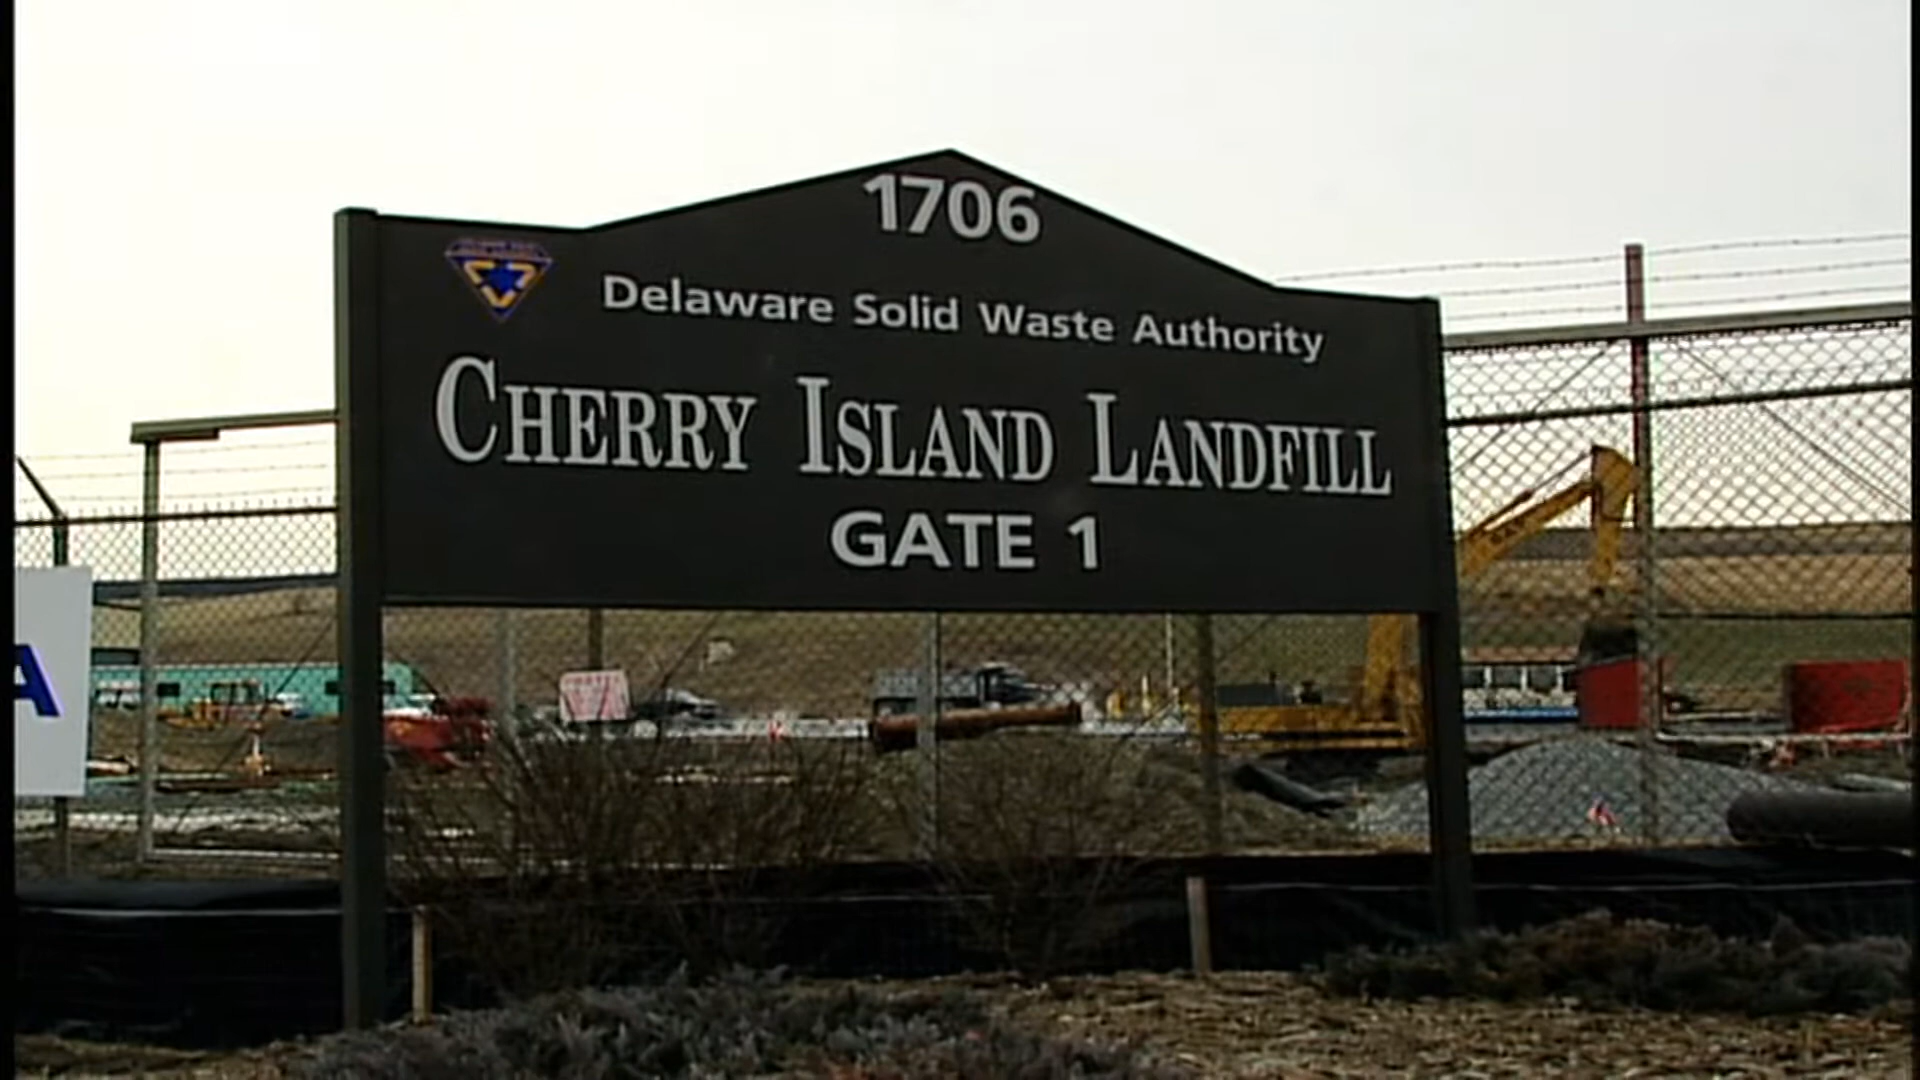 1706
Delaware Solid Waste Authority
CHERRY ISLAND LANDFILL
GATE 1
A